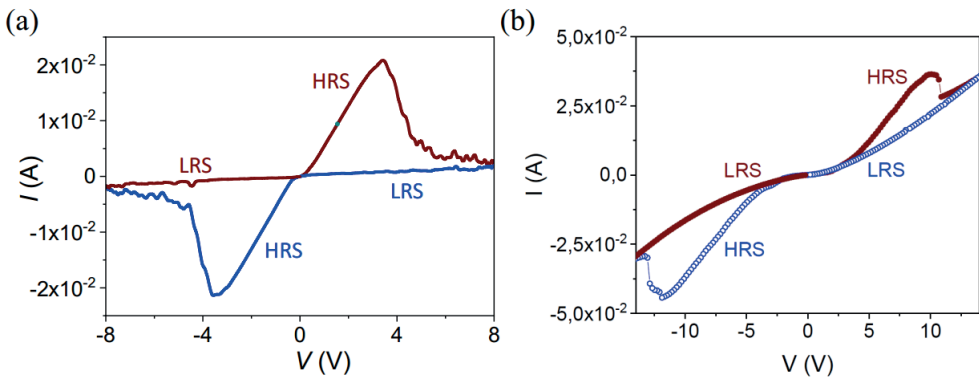 (a)
2x10⁻²
1x10⁻²
0
-1x10⁻²
-2x10⁻²
I (A)
HRS
LRS
LRS
HRS
-8 -4 0 4 8
V (V)
(b)
5,0x10⁻²
2,5x10⁻²
0,0
-2,5x10⁻²
-5,0x10⁻²
I (A)
HRS
LRS
LRS
HRS
-10 -5 0 5 10
V (V)